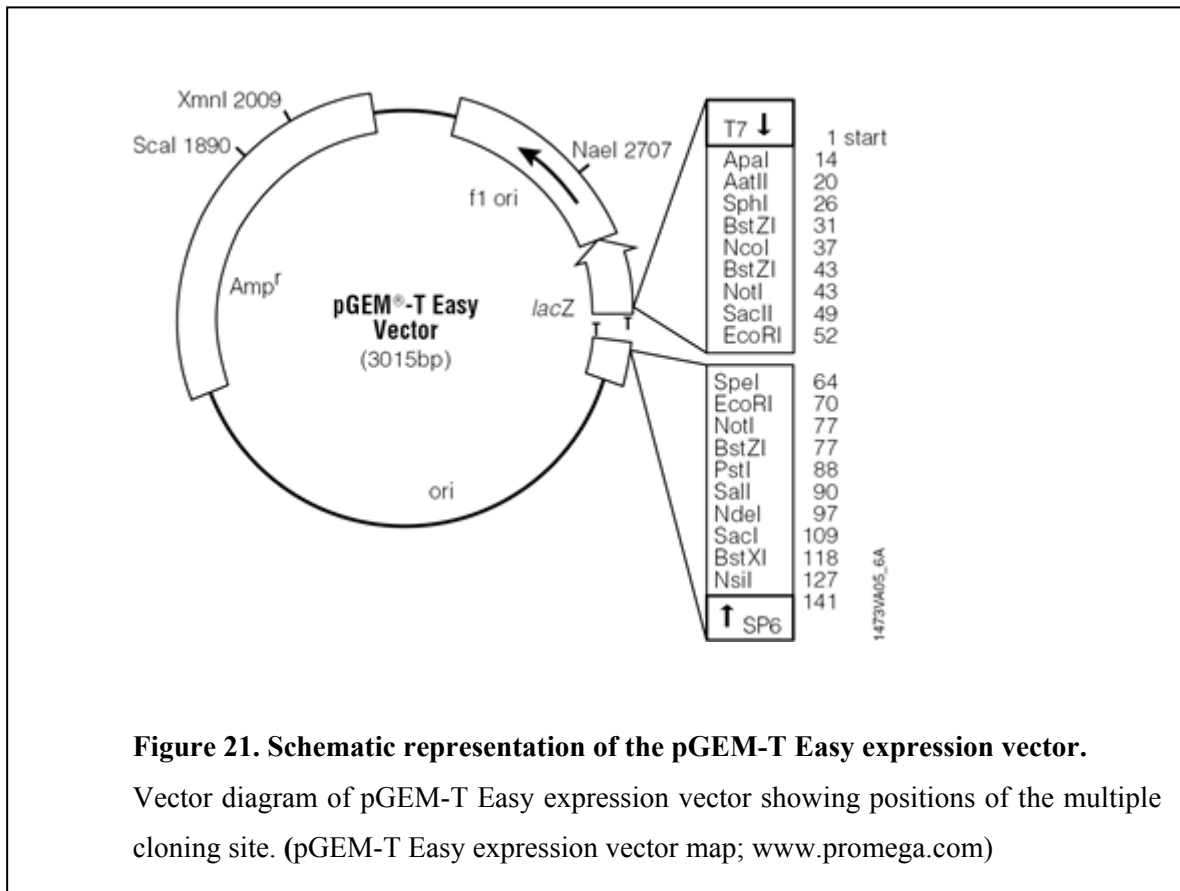 XmnI 2009
ScaI 1890
NaeI 2707
f1 ori
Ampr
pGEM®-T Easy
Vector
(3015bp)
lacZ
T T
ori
T7 ↓
1 start
ApaI 14
AatII 20
SphI 26
BstZI 31
NcoI 37
BstZI 43
NotI 43
SacII 49
EcoRI 52
SpeI 64
EcoRI 70
NotI 77
BstZI 77
PstI 88
SalI 90
NdeI 97
SacI 109
BstXI 118
NsiI 127
141
↑ SP6
1473VA05_6A
Figure 21. Schematic representation of the pGEM-T Easy expression vector.
Vector diagram of pGEM-T Easy expression vector showing positions of the multiple
cloning site. (pGEM-T Easy expression vector map; www.promega.com)